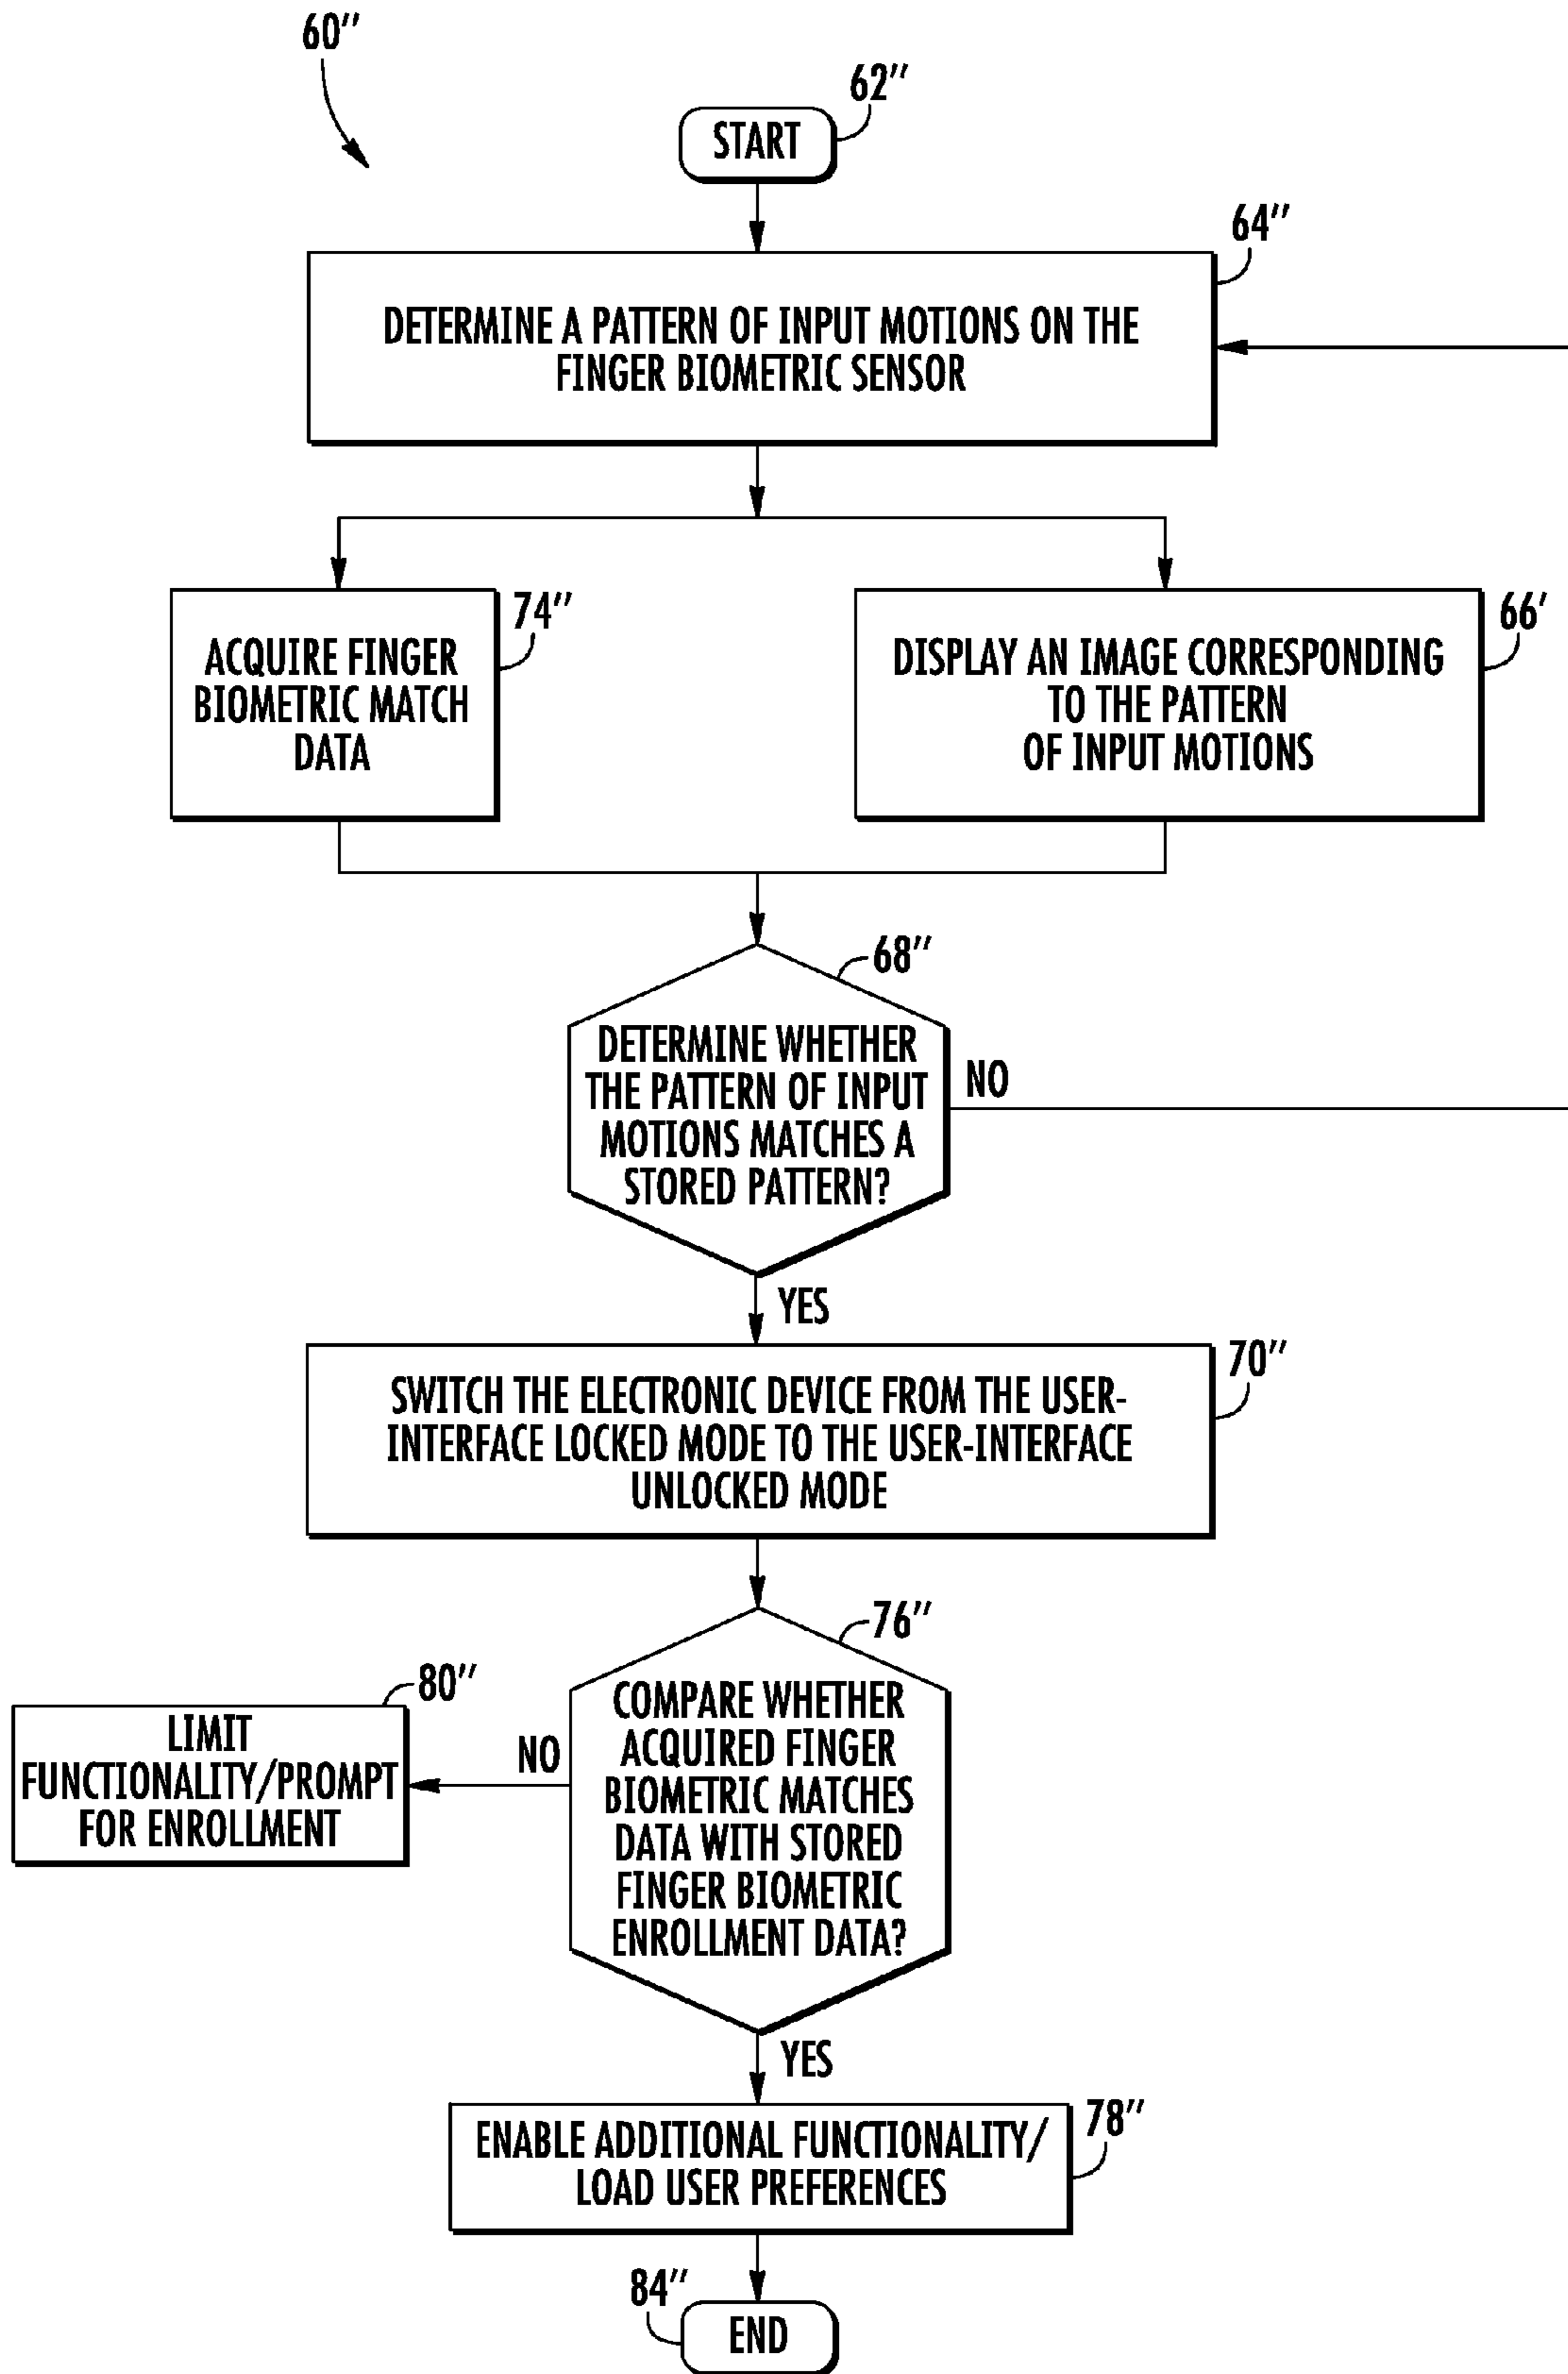 60″
62″
START
64″
DETERMINE A PATTERN OF INPUT MOTIONS ON THE
FINGER BIOMETRIC SENSOR
74″
ACQUIRE FINGER
BIOMETRIC MATCH
DATA
66′
DISPLAY AN IMAGE CORRESPONDING
TO THE PATTERN
OF INPUT MOTIONS
68″
DETERMINE WHETHER
THE PATTERN OF INPUT
MOTIONS MATCHES A
STORED PATTERN?
NO
YES
70″
SWITCH THE ELECTRONIC DEVICE FROM THE USER-
INTERFACE LOCKED MODE TO THE USER-INTERFACE
UNLOCKED MODE
76″
COMPARE WHETHER
ACQUIRED FINGER
BIOMETRIC MATCHES
DATA WITH STORED
FINGER BIOMETRIC
ENROLLMENT DATA?
NO
80″
LIMIT
FUNCTIONALITY/PROMPT
FOR ENROLLMENT
YES
78″
ENABLE ADDITIONAL FUNCTIONALITY/
LOAD USER PREFERENCES
84″
END